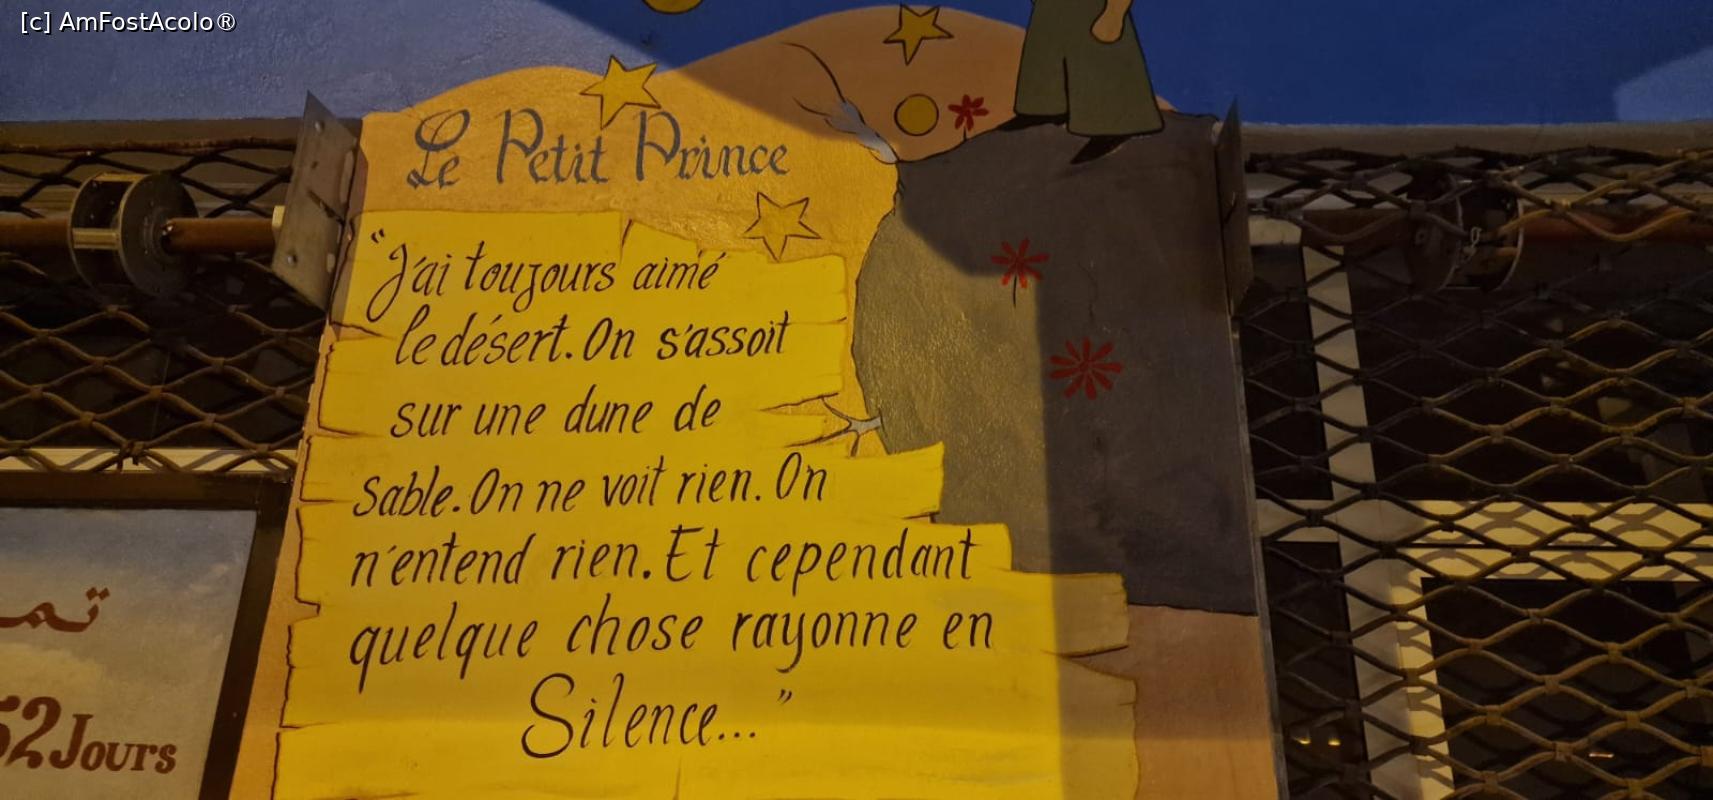 [c] AmFostAcolo®
Le Petit Prince
"J'ai toujours aimé
le désert. On s'assoit
sur une dune de
sable. On ne voit rien. On
n'entend rien. Et cependant
quelque chose rayonne en
Silence..."
52 Jours